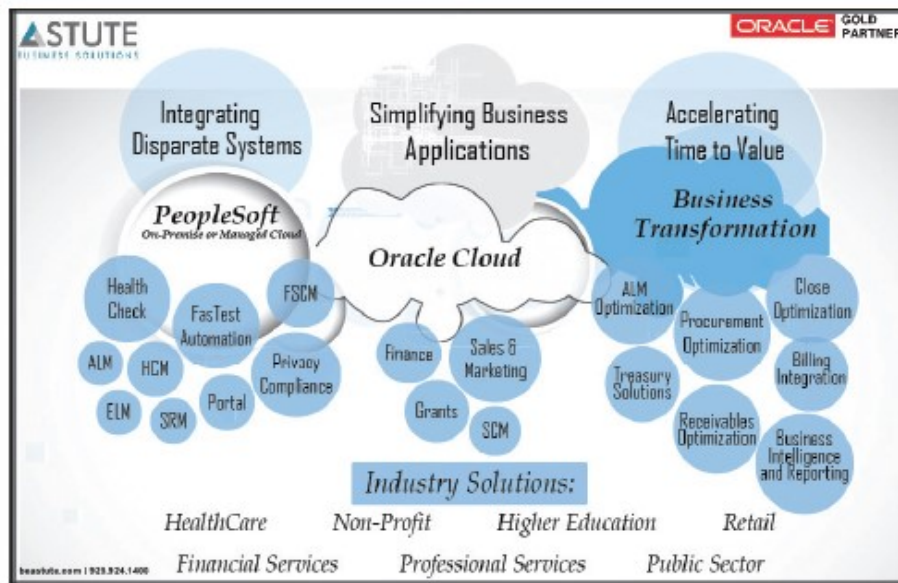 ASTUTE
BUSINESS SOLUTIONS
ORACLE
GOLD
PARTNER
Integrating
Disparate Systems
Simplifying Business
Applications
Accelerating
Time to Value
PeopleSoft
On-Premise or Managed Cloud
Oracle Cloud
Business
Transformation
Health
Check
FasTest
Automation
FSCM
ALM
HCM
Privacy
Compliance
ELM
SRM
Portal
Finance
Sales &
Marketing
Grants
SCM
ALM
Optimization
Procurement
Optimization
Close
Optimization
Treasury
Solutions
Billing
Integration
Receivables
Optimization
Business
Intelligence
and Reporting
Industry Solutions:
HealthCare Non-Profit Higher Education Retail
Financial Services Professional Services Public Sector
beastute.com | 925.924.1400